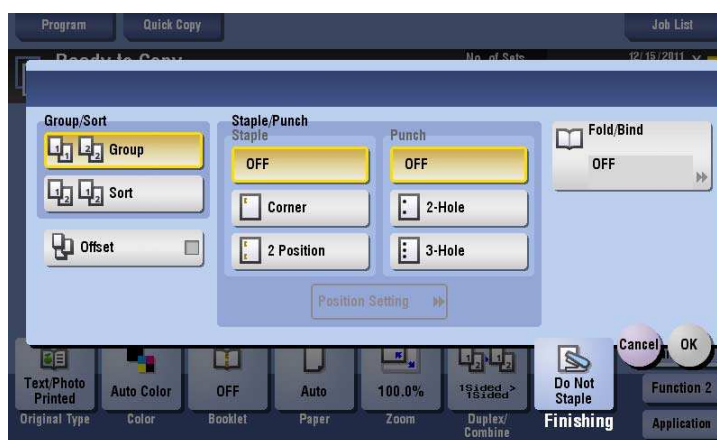 Program Quick Copy Job List
Ready to Copy No. of Sets 12/15/2011
Group/Sort
Group
Sort
Offset
Staple/Punch
Staple
OFF
Corner
2 Position
Punch
OFF
2-Hole
3-Hole
Position Setting
Fold/Bind
OFF
Cancel OK
Text/Photo
Printed
Original Type
Auto Color
Color
OFF
Booklet
Auto
Paper
100.0%
Zoom
1Sided >
1Sided
Duplex/
Combine
Do Not
Staple
Finishing
Function 2
Application